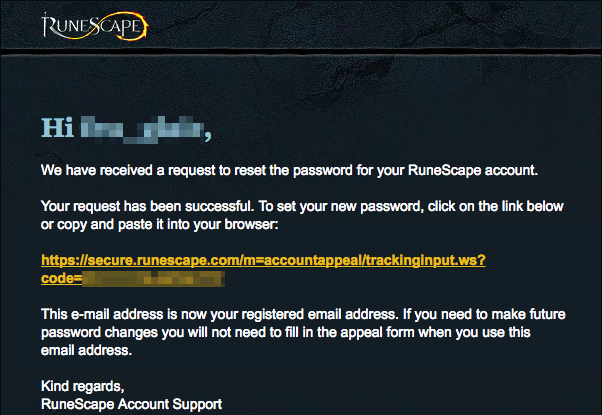 RUNESCAPE
Hi ,
We have received a request to reset the password for your RuneScape account.
Your request has been successful. To set your new password, click on the link below
or copy and paste it into your browser:
https://secure.runescape.com/m=accountappeal/trackinginput.ws?
code=
This e-mail address is now your registered email address. If you need to make future
password changes you will not need to fill in the appeal form when you use this
email address.
Kind regards,
RuneScape Account Support